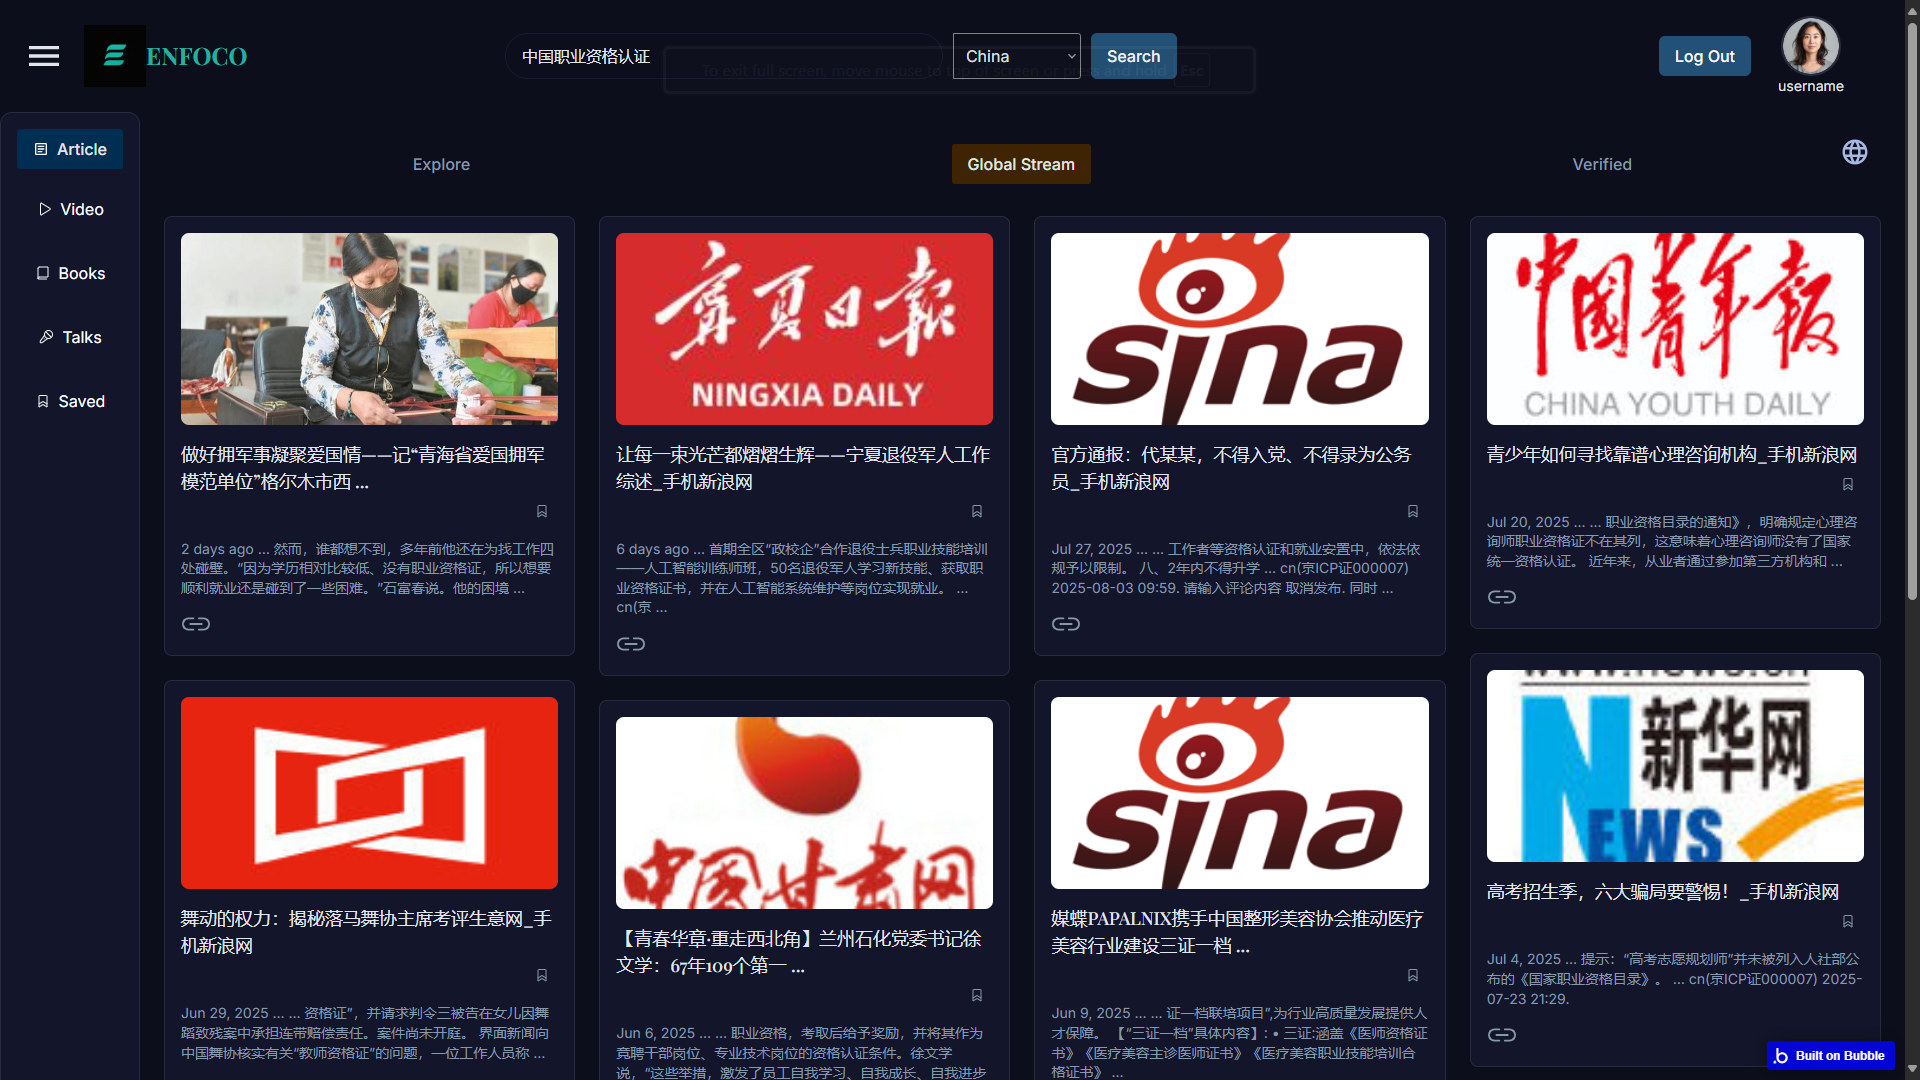 ENFOCO
中国职业资格认证
China
Search
To exit full screen, move mouse to top of screen or press and hold Esc
Log Out
username
Article
Video
Books
Talks
Saved
Explore
Global Stream
Verified
做好拥军事凝聚爱国情——记“青海省爱国拥军
模范单位”格尔木市西 ...
2 days ago ... 然而，谁都想不到，多年前他还在为找工作四
处碰壁。“因为学历相对比较低、没有职业资格证，所以想要
顺利就业还是碰到了一些困难。”石富春说。他的困境 ...
宁夏日报
NINGXIA DAILY
让每一束光芒都熠熠生辉——宁夏退役军人工作
综述_手机新浪网
6 days ago ... 首期全区“政校企”合作退役士兵职业技能培训
——人工智能训练师班，50名退役军人学习新技能、获取职
业资格证书，并在人工智能系统维护等岗位实现就业。 ...
cn(京 ...
sina
官方通报：代某某，不得入党、不得录为公务
员_手机新浪网
Jul 27, 2025 ... ... 工作者等资格认证和就业安置中，依法依
规予以限制。 八、2年内不得升学 ... cn(京ICP证000007)
2025-08-03 09:59. 请输入评论内容 取消发布. 同时 ...
中国青年报
CHINA YOUTH DAILY
青少年如何寻找靠谱心理咨询机构_手机新浪网
Jul 20, 2025 ... ... 职业资格目录的通知》，明确规定心理咨
询师职业资格证不在其列，这意味着心理咨询师没有了国家
统一资格认证。 近年来，从业者通过参加第三方机构和 ...
舞动的权力：揭秘落马舞协主席考评生意网_手
机新浪网
Jun 29, 2025 ... ... 资格证”，并请求判令三被告在女儿因舞
蹈致残案中承担连带赔偿责任。案件尚未开庭。 界面新闻向
中国舞协核实有关“教师资格证”的问题，一位工作人员称 ...
中国甘肃网
【青春华章·重走西北角】兰州石化党委书记徐
文学：67年109个第一 ...
Jun 6, 2025 ... ... 职业资格，考取后给予奖励，并将其作为
竞聘干部岗位、专业技术岗位的资格认证条件。徐文学
说，“这些举措，激发了员工自我学习、自我成长、自我进步
sina
媒蝶PAPALNIX携手中国整形美容协会推动医疗
美容行业建设三证一档 ...
Jun 9, 2025 ... ... 证一档联培项目”,为行业高质量发展提供人
才保障。 【“三证一档”具体内容】: • 三证:涵盖《医师资格证
书》《医疗美容主诊医师证书》《医疗美容职业技能培训合
格证书》 ...
www.news.cn
新华网
NEWS
高考招生季，六大骗局要警惕！_手机新浪网
Jul 4, 2025 ... 提示：“高考志愿规划师”并未被列入人社部公
布的《国家职业资格目录》。 ... cn(京ICP证000007) 2025-
07-23 21:29.
Built on Bubble